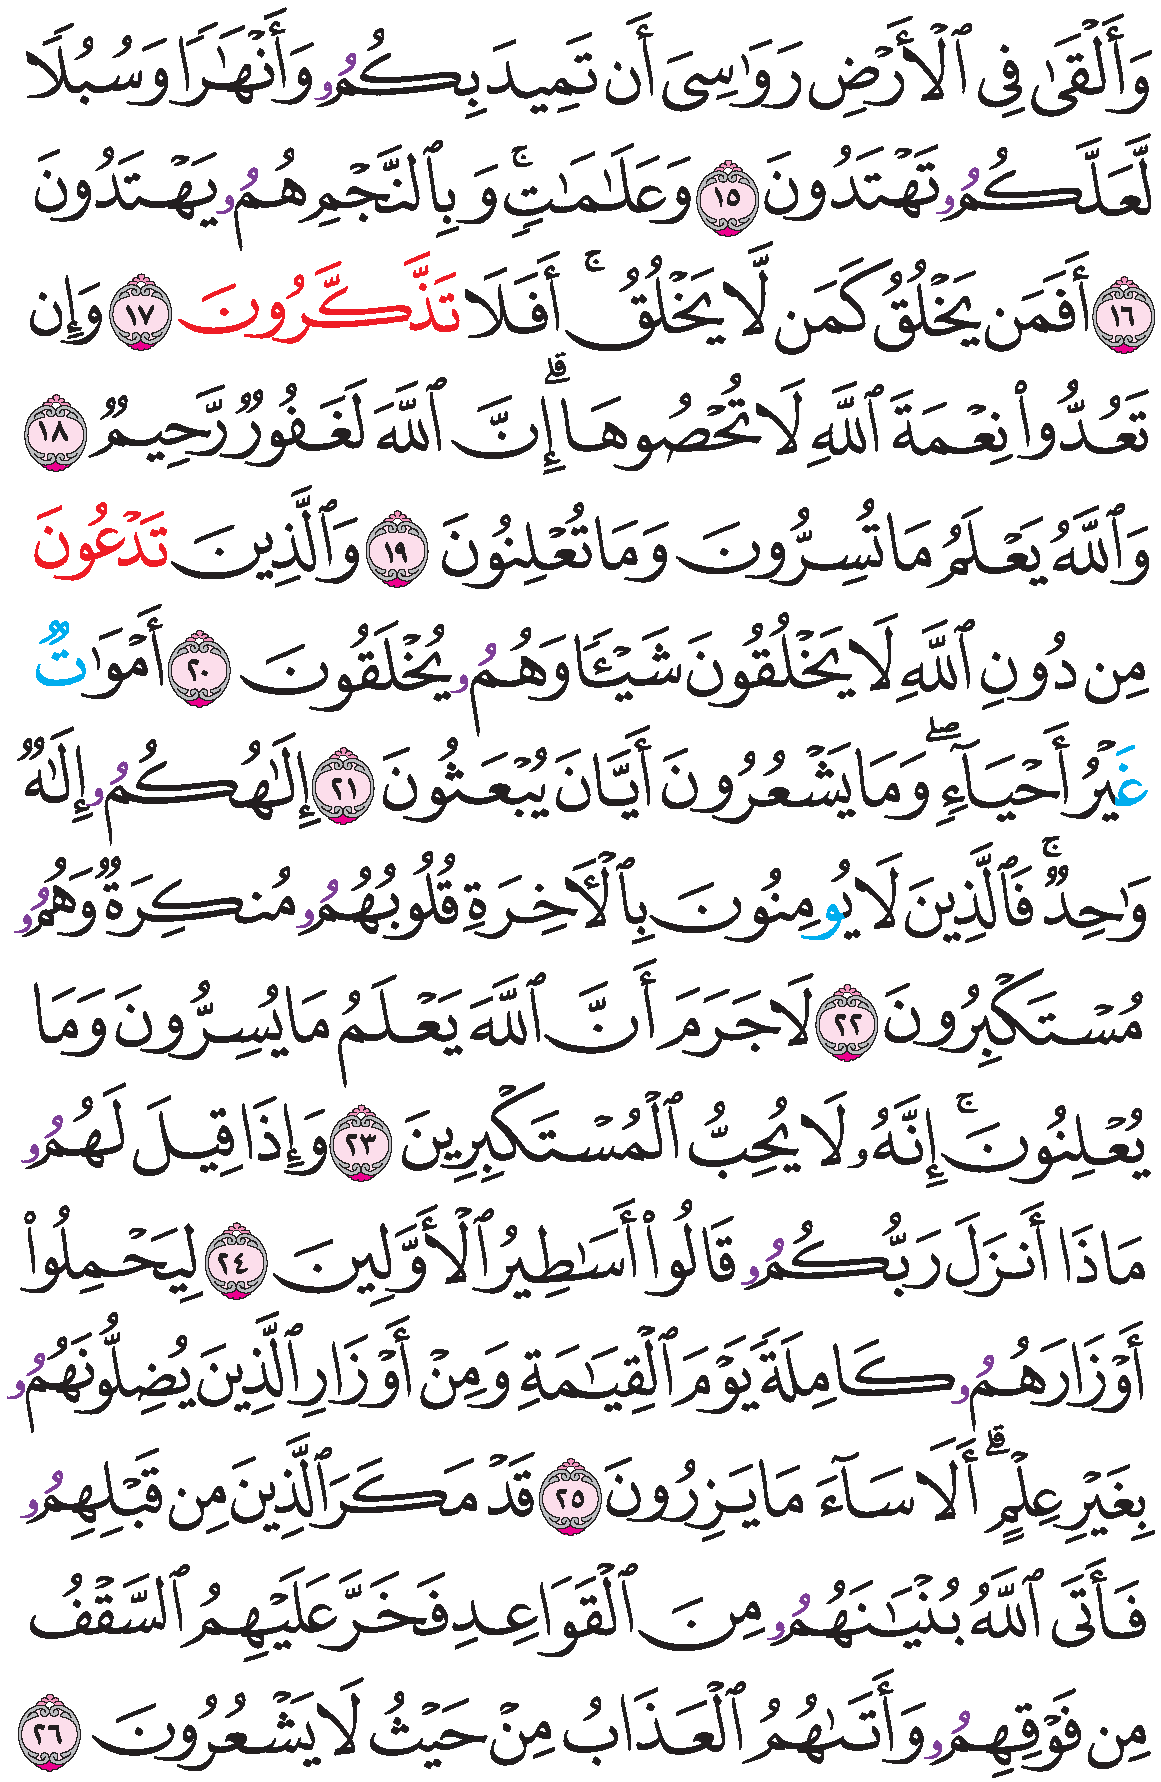 وَأَلْقَىٰ فِى ٱلْأَرْضِ رَوَٰسِىَ أَن تَمِيدَ بِكُمُۥ وَأَنْهَٰرًا وَسُبُلًا
لَّعَلَّكُمُۥ تَهْتَدُونَ ١٥ وَعَلَٰمَٰتٍۚ وَبِٱلنَّجْمِ هُمُۥ يَهْتَدُونَ
١٦ أَفَمَن يَخْلُقُ كَمَن لَّا يَخْلُقُۚ أَفَلَا تَذَّكَّرُونَ ١٧ وَإِن
تَعُدُّوا۟ نِعْمَةَ ٱللَّهِ لَا تُحْصُوهَاۗ إِنَّ ٱللَّهَ لَغَفُورٌ رَّحِيمٌ ١٨
وَٱللَّهُ يَعْلَمُ مَا تُسِرُّونَ وَمَا تُعْلِنُونَ ١٩ وَٱلَّذِينَ تَدْعُونَ
مِن دُونِ ٱللَّهِ لَا يَخْلُقُونَ شَيْـًٔا وَهُمُۥ يُخْلَقُونَ ٢٠ أَمْوَٰتٌ
غَيْرُ أَحْيَآءٍۖ وَمَا يَشْعُرُونَ أَيَّانَ يُبْعَثُونَ ٢١ إِلَٰهُكُمُۥ إِلَٰهٌ
وَٰحِدٌۚ فَٱلَّذِينَ لَا يُومِنُونَ بِٱلْأَخِرَةِ قُلُوبُهُمُۥ مُنكِرَةٌ وَهُمُۥ
مُسْتَكْبِرُونَ ٢٢ لَا جَرَمَ أَنَّ ٱللَّهَ يَعْلَمُ مَا يُسِرُّونَ وَمَا
يُعْلِنُونَۚ إِنَّهُۥ لَا يُحِبُّ ٱلْمُسْتَكْبِرِينَ ٢٣ وَإِذَا قِيلَ لَهُمُۥ
مَاذَا أَنزَلَ رَبُّكُمُۥ قَالُوا۟ أَسَٰطِيرُ ٱلْأَوَّلِينَ ٢٤ لِيَحْمِلُوا۟
أَوْزَارَهُمُۥ كَامِلَةً يَوْمَ ٱلْقِيَٰمَةِ وَمِنْ أَوْزَارِ ٱلَّذِينَ يُضِلُّونَهُمُۥ
بِغَيْرِ عِلْمٍۗ أَلَا سَآءَ مَا يَزِرُونَ ٢٥ قَدْ مَكَرَ ٱلَّذِينَ مِن قَبْلِهِمُۥ
فَأَتَى ٱللَّهُ بُنْيَٰنَهُمُۥ مِنَ ٱلْقَوَاعِدِ فَخَرَّ عَلَيْهِمُ ٱلسَّقْفُ
مِن فَوْقِهِمُۥ وَأَتَىٰهُمُ ٱلْعَذَابُ مِنْ حَيْثُ لَا يَشْعُرُونَ ٢٦